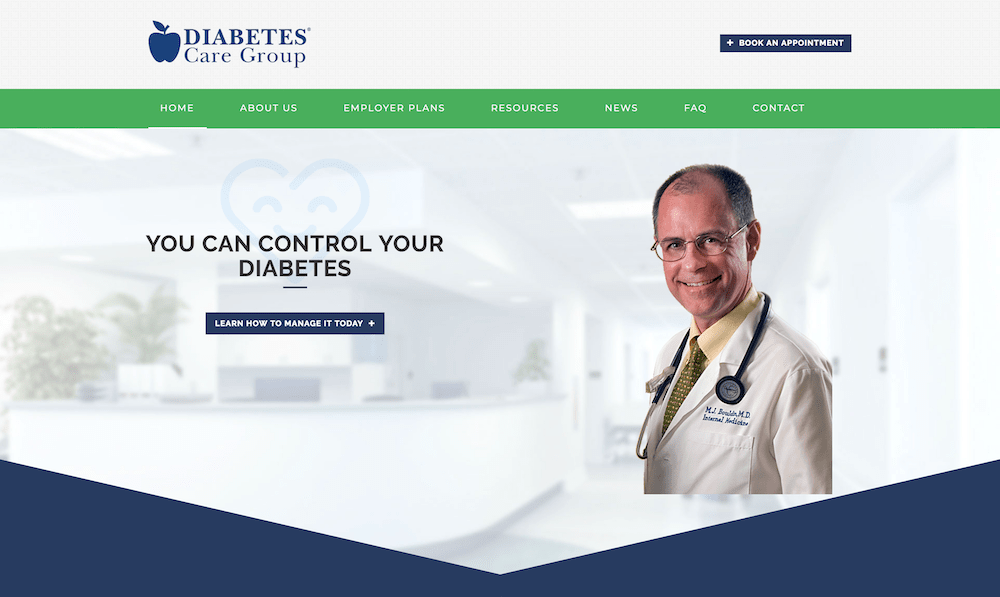 DIABETES®
Care Group
+ BOOK AN APPOINTMENT
HOME ABOUT US EMPLOYER PLANS RESOURCES NEWS FAQ CONTACT
YOU CAN CONTROL YOUR
DIABETES
LEARN HOW TO MANAGE IT TODAY +
M.J. Bouldin, M.D.
Internal Medicine